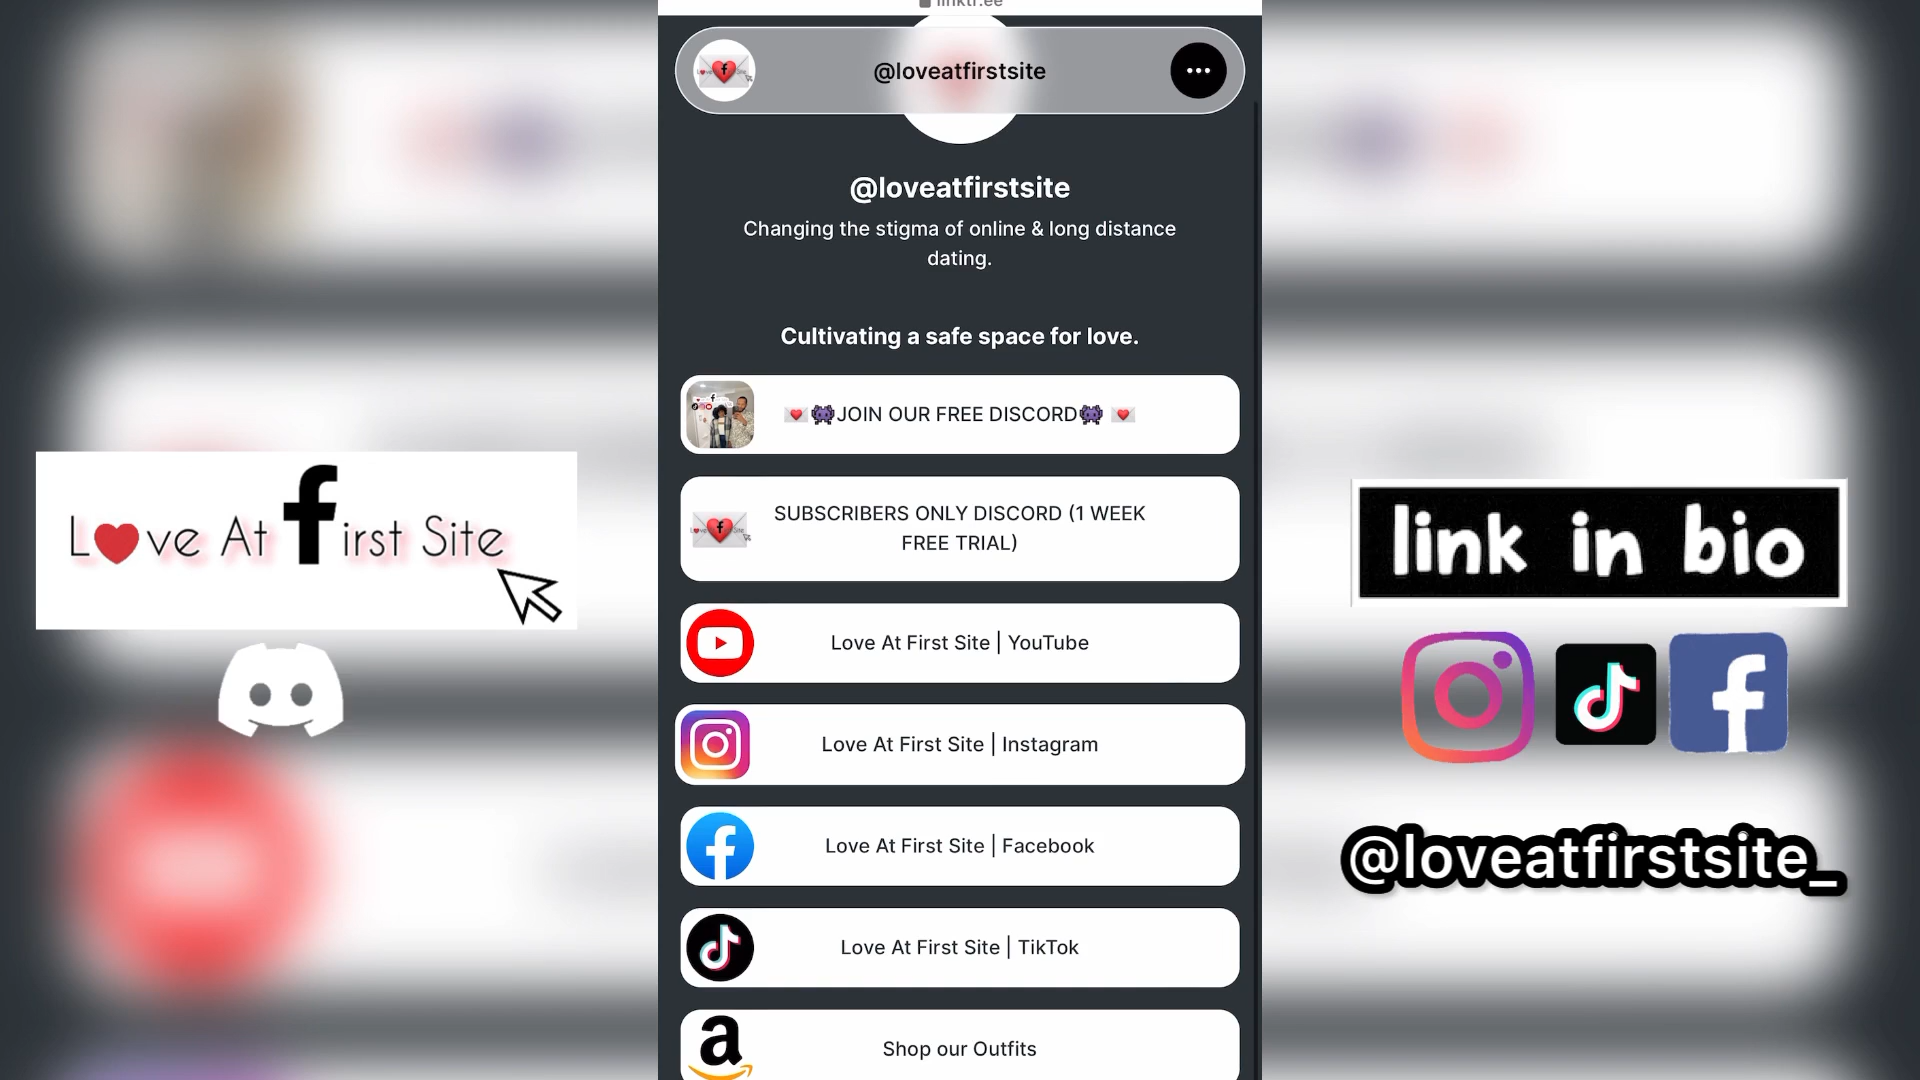 linktr.ee
@loveatfirstsite
@loveatfirstsite
Changing the stigma of online & long distance
dating.
Cultivating a safe space for love.
💌👾JOIN OUR FREE DISCORD👾💌
SUBSCRIBERS ONLY DISCORD (1 WEEK
FREE TRIAL)
Love At First Site | YouTube
Love At First Site | Instagram
Love At First Site | Facebook
Love At First Site | TikTok
Shop our Outfits
Love At first Site
link in bio
@loveatfirstsite_